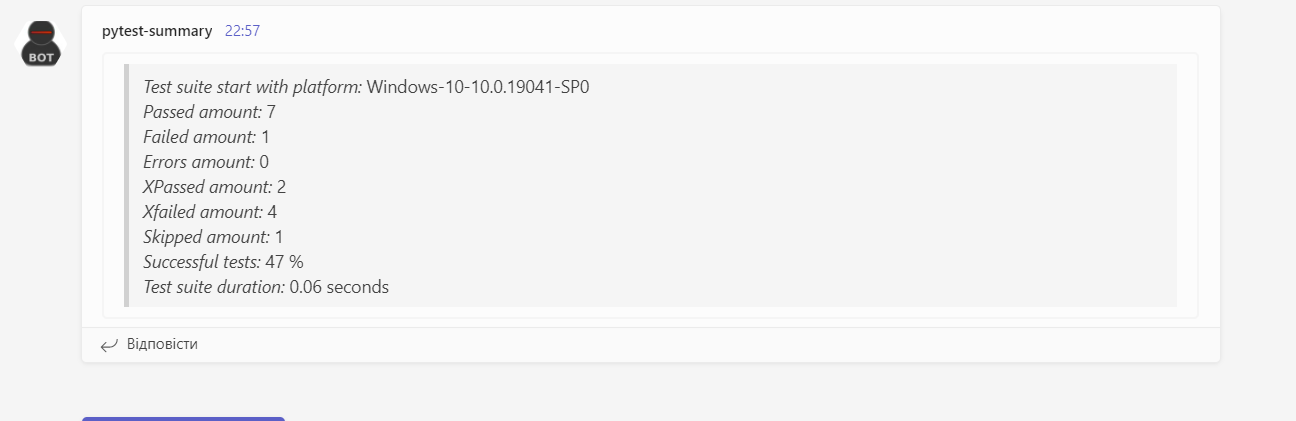 pytest-summary 22:57
BOT
Test suite start with platform: Windows-10-10.0.19041-SP0
Passed amount: 7
Failed amount: 1
Errors amount: 0
XPassed amount: 2
Xfailed amount: 4
Skipped amount: 1
Successful tests: 47 %
Test suite duration: 0.06 seconds
Відповісти